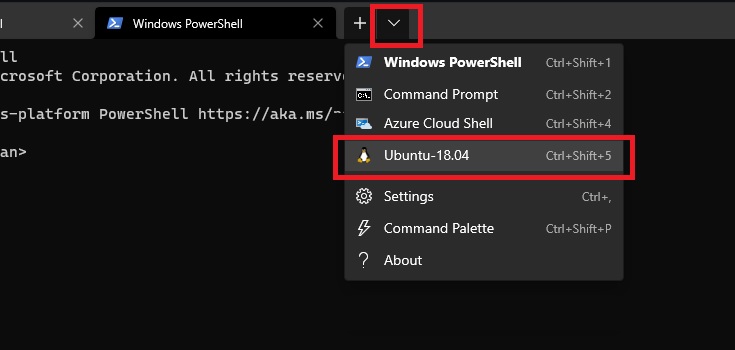 Windows PowerShell
crosoft Corporation. All rights reserve
s-platform PowerShell https://aka.ms/
an>
Windows PowerShell Ctrl+Shift+1
Command Prompt Ctrl+Shift+2
Azure Cloud Shell Ctrl+Shift+4
Ubuntu-18.04 Ctrl+Shift+5
Settings Ctrl+,
Command Palette Ctrl+Shift+P
About